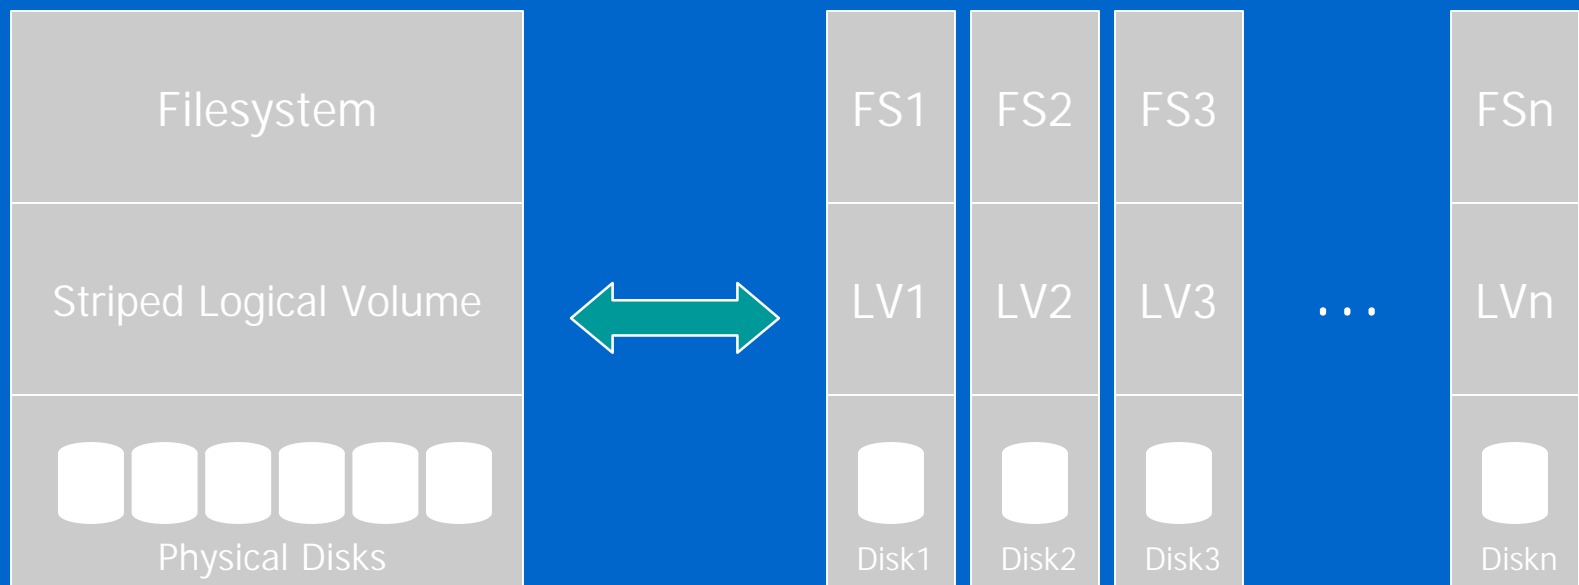 Filesystem
Striped Logical Volume
Physical Disks
FS1 FS2 FS3 FSn
LV1 LV2 LV3 ... LVn
Disk1 Disk2 Disk3 Diskn